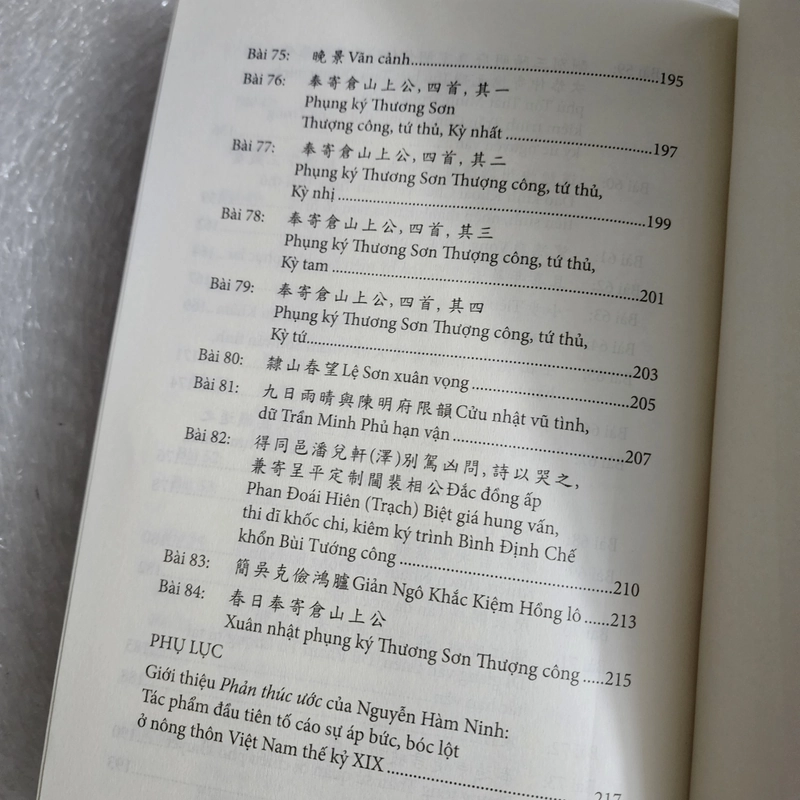 Bài 75: 晚景 Vãn cảnh..........195
Bài 76: 奉寄倉山上公, 四首, 其一
Phụng ký Thương Sơn
Thượng công, tứ thủ, Kỳ nhất..........197
Bài 77: 奉寄倉山上公, 四首, 其二
Phụng ký Thương Sơn Thượng công, tứ thủ,
Kỳ nhị..........199
Bài 78: 奉寄倉山上公, 四首, 其三
Phụng ký Thương Sơn Thượng công, tứ thủ,
Kỳ tam..........201
Bài 79: 奉寄倉山上公, 四首, 其四
Phụng ký Thương Sơn Thượng công, tứ thủ,
Kỳ tứ..........203
Bài 80: 隸山春望 Lệ Sơn xuân vọng..........205
Bài 81: 九日雨晴與陳明府限韻 Cửu nhật vũ tình,
dữ Trần Minh Phủ hạn vận..........207
Bài 82: 得同邑潘兌軒(澤)別駕凶問, 詩以哭之,
兼寄呈平定制閫裴相公 Đắc đồng ấp
Phan Đoái Hiên (Trạch) Biệt giá hung vấn,
thi dĩ khốc chi, kiêm ký trình Bình Định Chế
khổn Bùi Tướng công..........210
Bài 83: 簡吳克儉鴻臚 Giản Ngô Khắc Kiệm Hồng lô......213
Bài 84: 春日奉寄倉山上公
Xuân nhật phụng ký Thương Sơn Thượng công.....215
PHỤ LỤC
Giới thiệu Phản thúc ước của Nguyễn Hàm Ninh:
Tác phẩm đầu tiên tố cáo sự áp bức, bóc lột
ở nông thôn Việt Nam thế kỷ XIX..........217